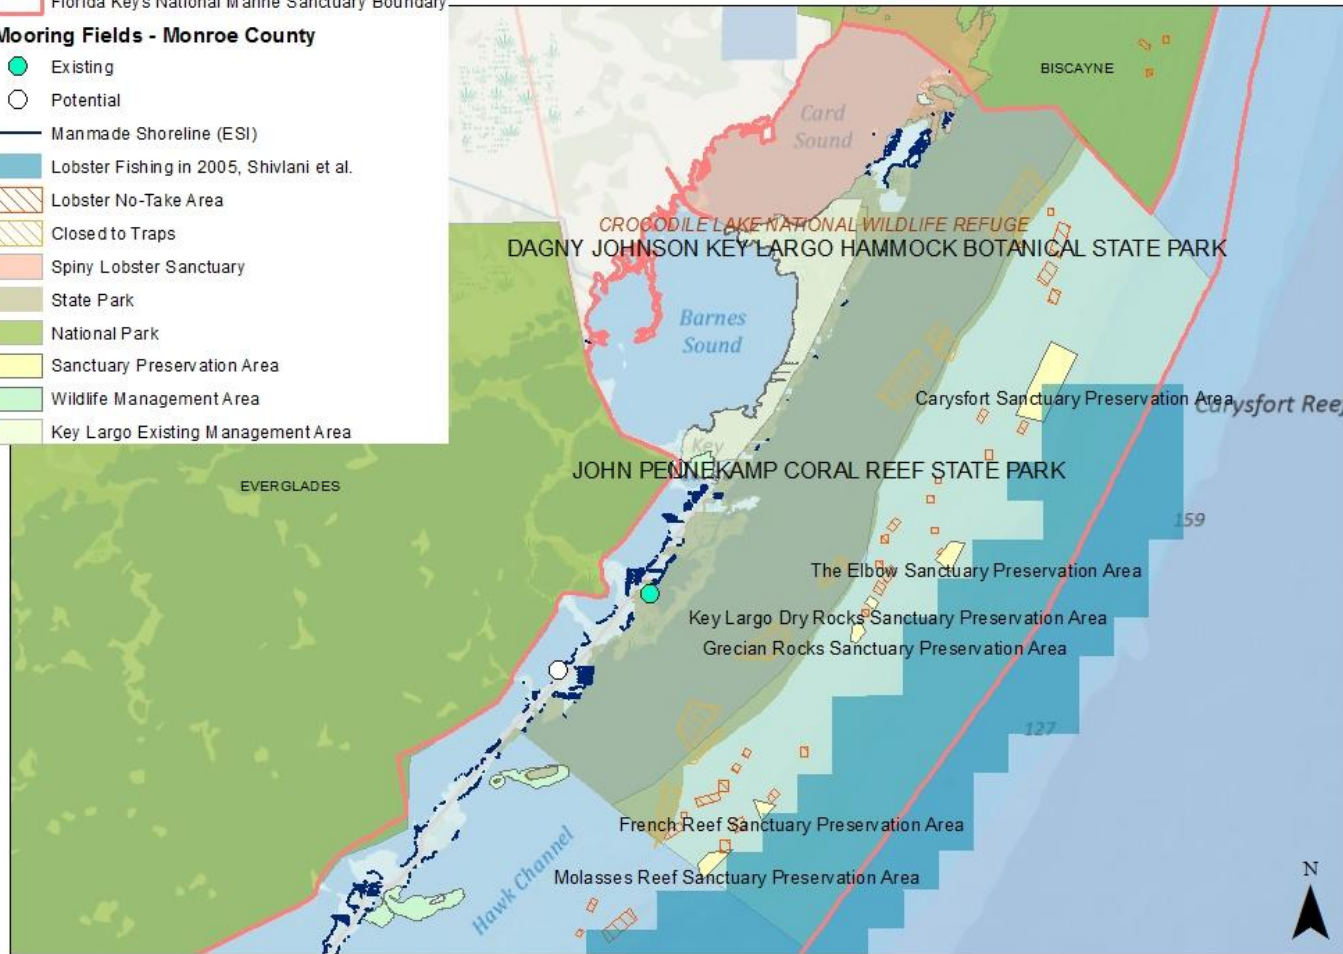 Florida Key's National Marine Sanctuary Boundary
Mooring Fields - Monroe County
Existing
Potential
Manmade Shoreline (ESI)
Lobster Fishing in 2005, Shivlani et al.
Lobster No-Take Area
Closed to Traps
Spiny Lobster Sanctuary
State Park
National Park
Sanctuary Preservation Area
Wildlife Management Area
Key Largo Existing Management Area
BISCAYNE
Card
Sound
CROCODILE LAKE NATIONAL WILDLIFE REFUGE
DAGNY JOHNSON KEY LARGO HAMMOCK BOTANICAL STATE PARK
Barnes
Sound
Carysfort Sanctuary Preservation Area
Carysfort Ree
Key
JOHN PENNEKAMP CORAL REEF STATE PARK
EVERGLADES
159
The Elbow Sanctuary Preservation Area
Key Largo Dry Rocks Sanctuary Preservation Area
Grecian Rocks Sanctuary Preservation Area
127
French Reef Sanctuary Preservation Area
Molasses Reef Sanctuary Preservation Area
Hawk Channel
N